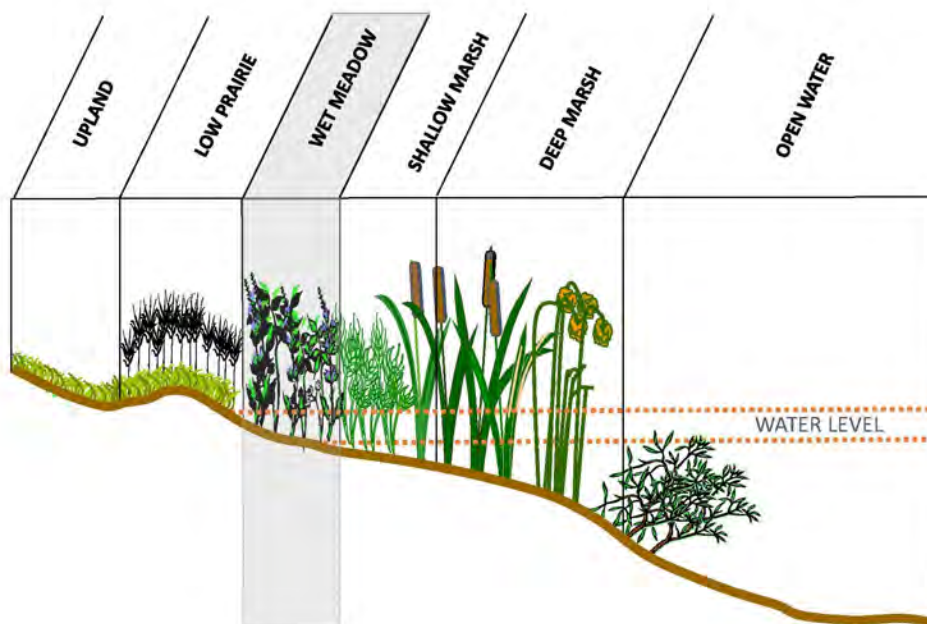 UPLAND
LOW PRAIRIE
WET MEADOW
SHALLOW MARSH
DEEP MARSH
OPEN WATER
WATER LEVEL